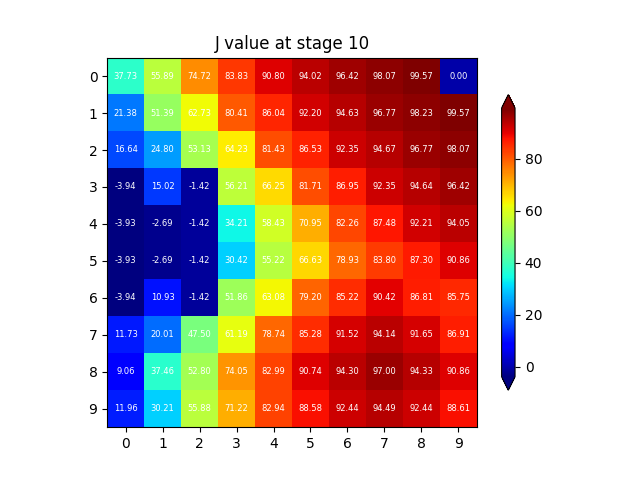 J value at stage 10
0 37.73 55.89 74.72 83.83 90.80 94.02 96.42 98.07 99.57 0.00
1 21.38 51.39 62.23 80.41 86.04 92.20 94.63 96.77 98.23 99.57
2 16.64 24.80 53.13 64.23 81.43 86.53 92.35 94.67 96.77 98.07
3 -3.94 15.02 -1.42 56.21 66.25 81.71 86.95 92.35 94.64 96.42
4 -3.93 -2.69 -1.42 34.21 58.43 70.95 82.26 87.48 92.21 94.05
5 -3.93 -2.69 -1.42 30.42 55.22 66.63 78.93 83.80 87.30 90.86
6 -3.94 10.93 -1.42 51.86 63.08 79.20 85.22 90.42 86.81 85.75
7 11.73 20.01 47.50 61.19 78.74 85.28 91.52 94.14 91.65 86.91
8 9.06 37.46 52.80 74.05 82.99 90.74 94.30 97.00 94.33 90.86
9 11.96 30.21 55.88 71.22 82.94 88.58 92.44 94.49 92.44 88.61
0 1 2 3 4 5 6 7 8 9
80
60
40
20
0